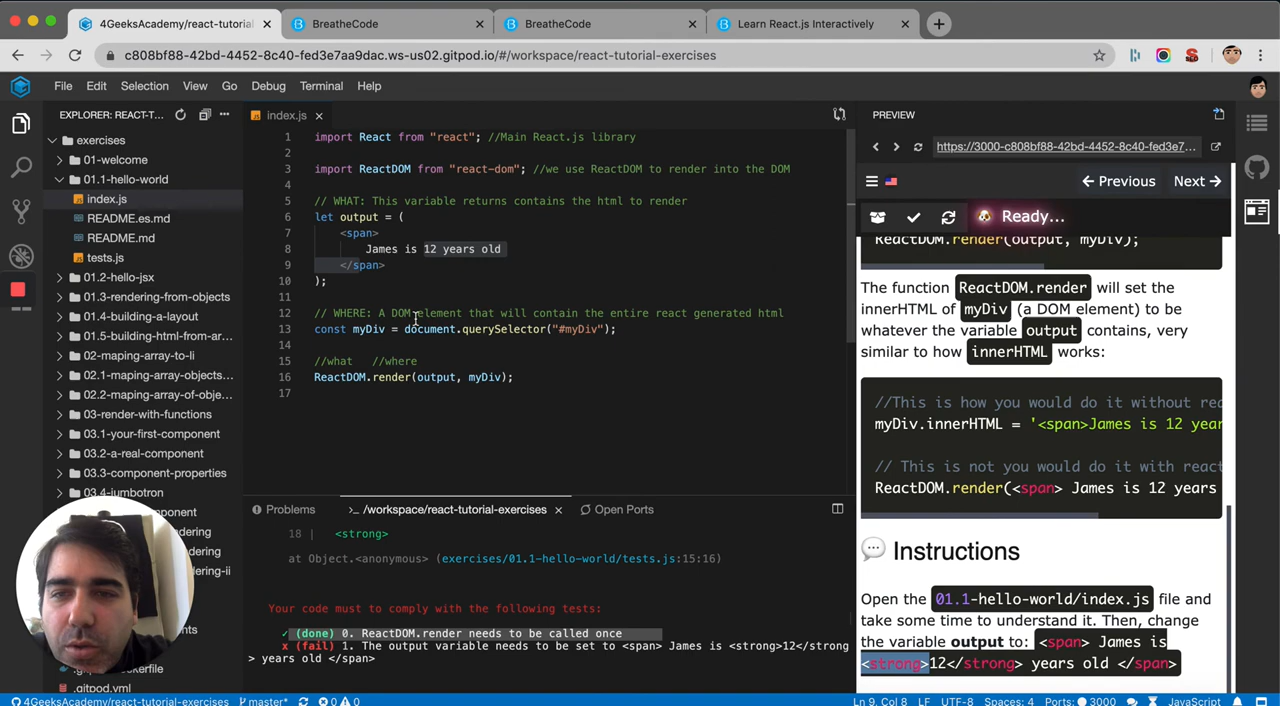 4GeeksAcademy/react-tutorial
BreatheCode
BreatheCode
Learn React.js Interactively
c808bf88-42bd-4558-8c40-fed3e7aa9dac.ws-us02.gitpod.io/#/workspace/react-tutorial-exercises
File Edit Selection View Go Debug Terminal Help
EXPLORER: REACT-T...
exercises
01-welcome
01.1-hello-world
index.js
README.es.md
README.md
tests.js
01.2-hello-jsx
01.3-rendering-from-objects
01.4-building-a-layout
01.5-building-html-from-arra...
02-maping-array-to-li
02.1-maping-array-objects...
02.2-maping-array-of-obje...
03-render-with-functions
03.1-your-first-component
03.2-a-real-component
03.3-component-properties
03.4-jumbotron
gitpod.yml
index.js
1 import React from "react"; //Main React.js library
2
3 import ReactDOM from "react-dom"; //we use ReactDOM to render into the DOM
4
5 // WHAT: This variable returns contains the html to render
6 let output = (
7 <span>
8 James is 12 years old
9 </span>
10 );
11
12 // WHERE: A DOM element that will contain the entire react generated html
13 const myDiv = document.querySelector("#myDiv");
14
15 //what //where
16 ReactDOM.render(output, myDiv);
17
Problems
>_ /workspace/react-tutorial-exercises
Open Ports
18 | <strong>
at Object.<anonymous> (exercises/01.1-hello-world/tests.js:15:16)
Your code must to comply with the following tests:
✓ (done) 0. ReactDOM.render needs to be called once
x (fail) 1. The output variable needs to be set to <span> James is <strong>12</strong
> years old </span>
PREVIEW
https://3000-c808bf88-42bd-4558-8c40-fed3e7...
← Previous
Next →
Ready...
ReactDOM.render(output, myDiv);
The function ReactDOM.render will set the
innerHTML of myDiv (a DOM element) to be
whatever the variable output contains, very
similar to how innerHTML works:
//This is how you would do it without rea
myDiv.innerHTML = '<span>James is 12 year
// This is not you would do it with react
ReactDOM.render(<span> James is 12 years
Instructions
Open the 01.1-hello-world/index.js file and
take some time to understand it. Then, change
the variable output to: <span> James is
<strong>12</strong> years old </span>
4GeeksAcademy/react-tutorial-exercises
master*
0 0
Ln 9, Col 8 LF UTF-8 Spaces: 4 Ports: 3000 JavaScript